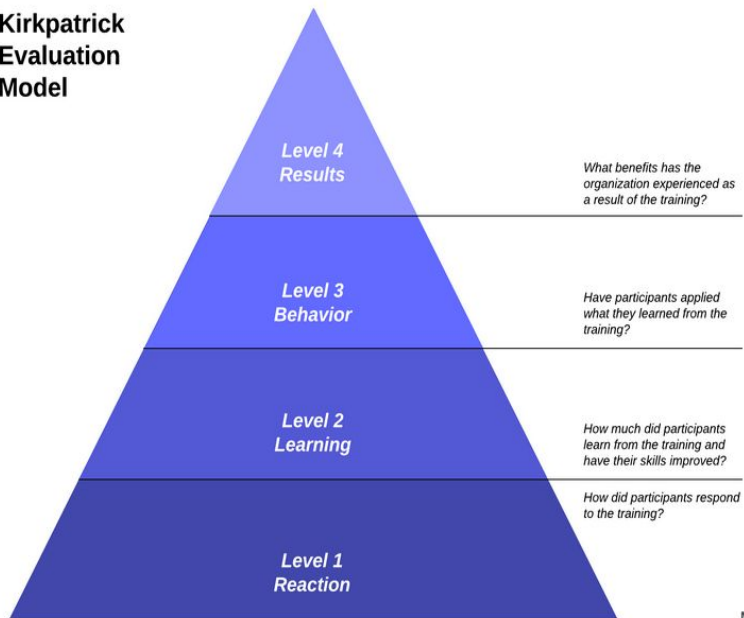 Kirkpatrick
Evaluation
Model
Level 4
Results
What benefits has the
organization experienced as
a result of the training?
Level 3
Behavior
Have participants applied
what they learned from the
training?
Level 2
Learning
How much did participants
learn from the training and
have their skills improved?
How did participants respond
to the training?
Level 1
Reaction